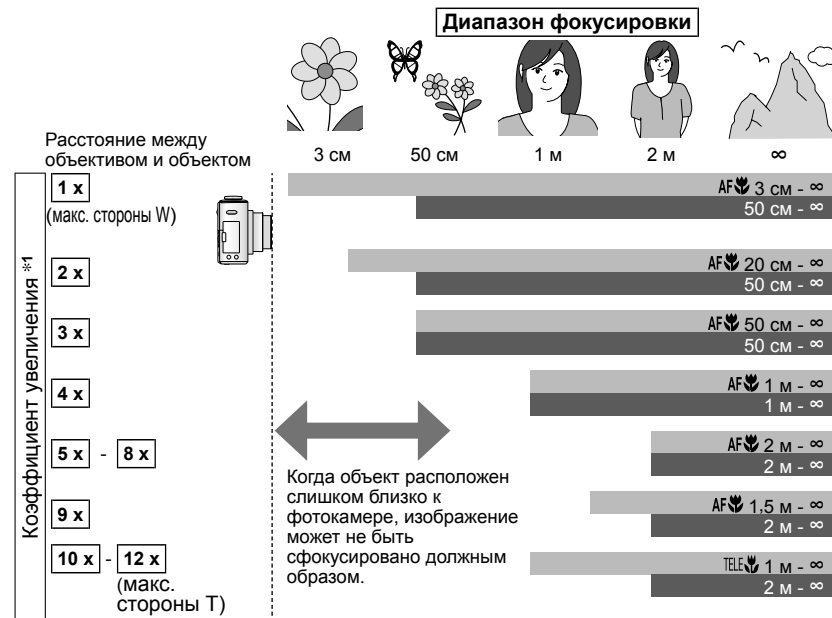 Диапазон фокусировки
Расстояние между
объективом и объектом
3 см 50 см 1 м 2 м ∞
Коэффициент увеличения *1
1 x
(макс. стороны W)
AF 3 см - ∞
50 см - ∞
2 x
AF 20 см - ∞
50 см - ∞
3 x
AF 50 см - ∞
50 см - ∞
4 x
AF 1 м - ∞
1 м - ∞
5 x - 8 x
AF 2 м - ∞
2 м - ∞
9 x
AF 1,5 м - ∞
2 м - ∞
10 x - 12 x
(макс.
стороны T)
TELE 1 м - ∞
2 м - ∞
Когда объект расположен
слишком близко к
фотокамере, изображение
может не быть
сфокусировано должным
образом.